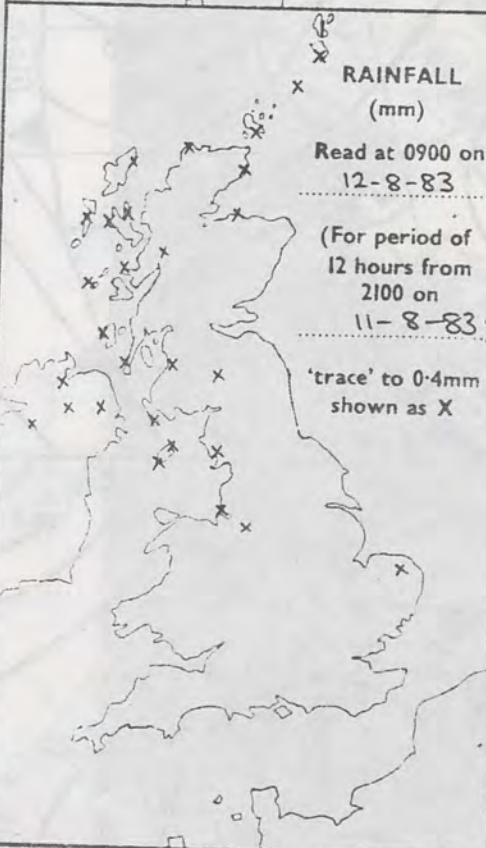 RAINFALL
(mm)
Read at 0900 on
12-8-83
(For period of
12 hours from
2100 on
11-8-83
'trace' to 0·4mm
shown as X